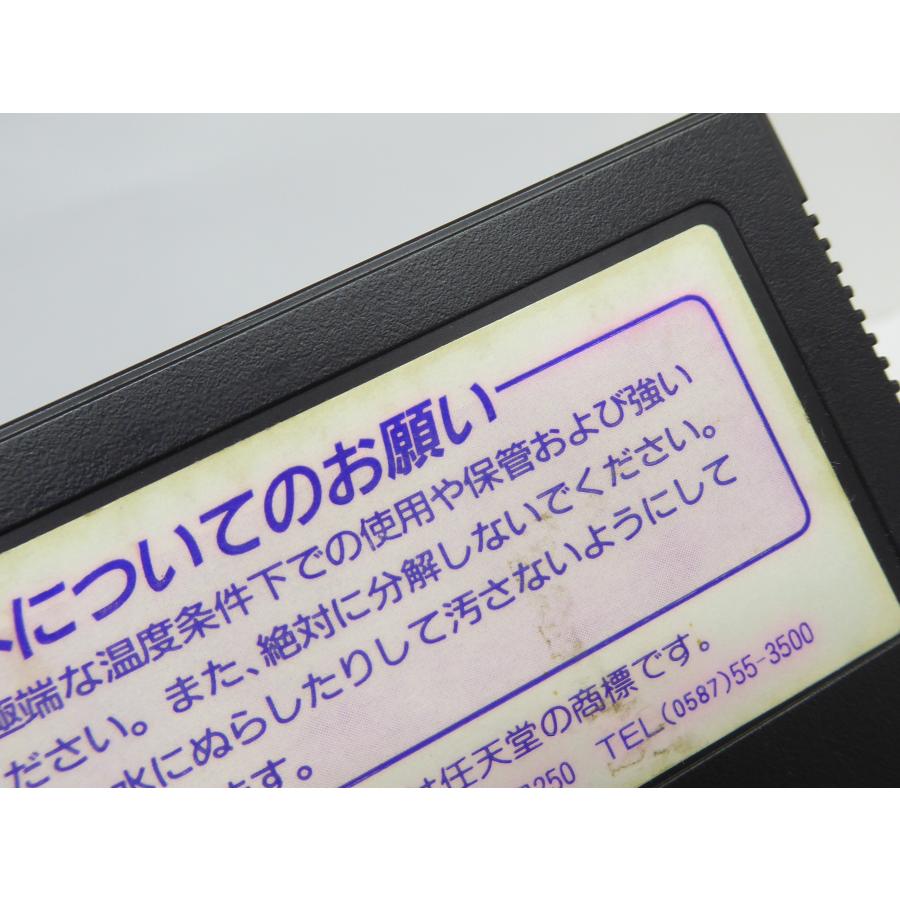 についてのお願い
極端な温度条件下での使用や保管および強い
ださい。また、絶対に分解しないでください。
水にぬらしたりして汚さないようにして
ます。
任天堂の商標です。
250 TEL(0587)55-3500